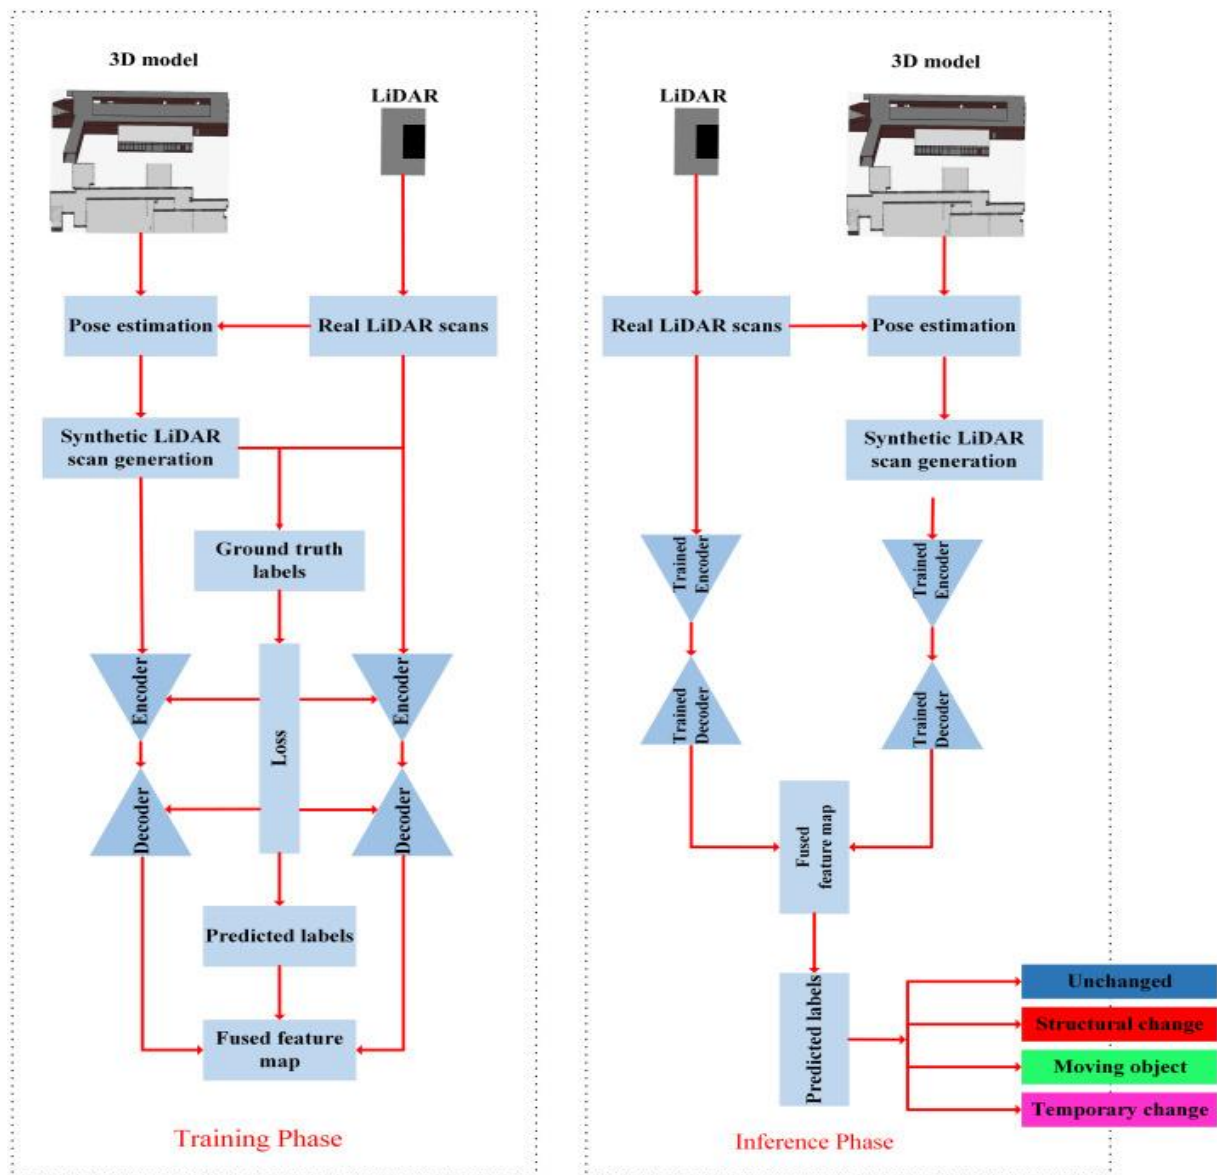 3D model
LiDAR
Pose estimation
Real LiDAR scans
Synthetic LiDAR
scan generation
Ground truth
labels
Encoder
Encoder
Loss
Decoder
Decoder
Predicted labels
Fused feature
map
Training Phase
LiDAR
3D model
Real LiDAR scans
Pose estimation
Synthetic LiDAR
scan generation
Trained
Encoder
Trained
Encoder
Trained
Decoder
Trained
Decoder
Fused
feature map
Predicted labels
Unchanged
Structural change
Moving object
Temporary change
Inference Phase